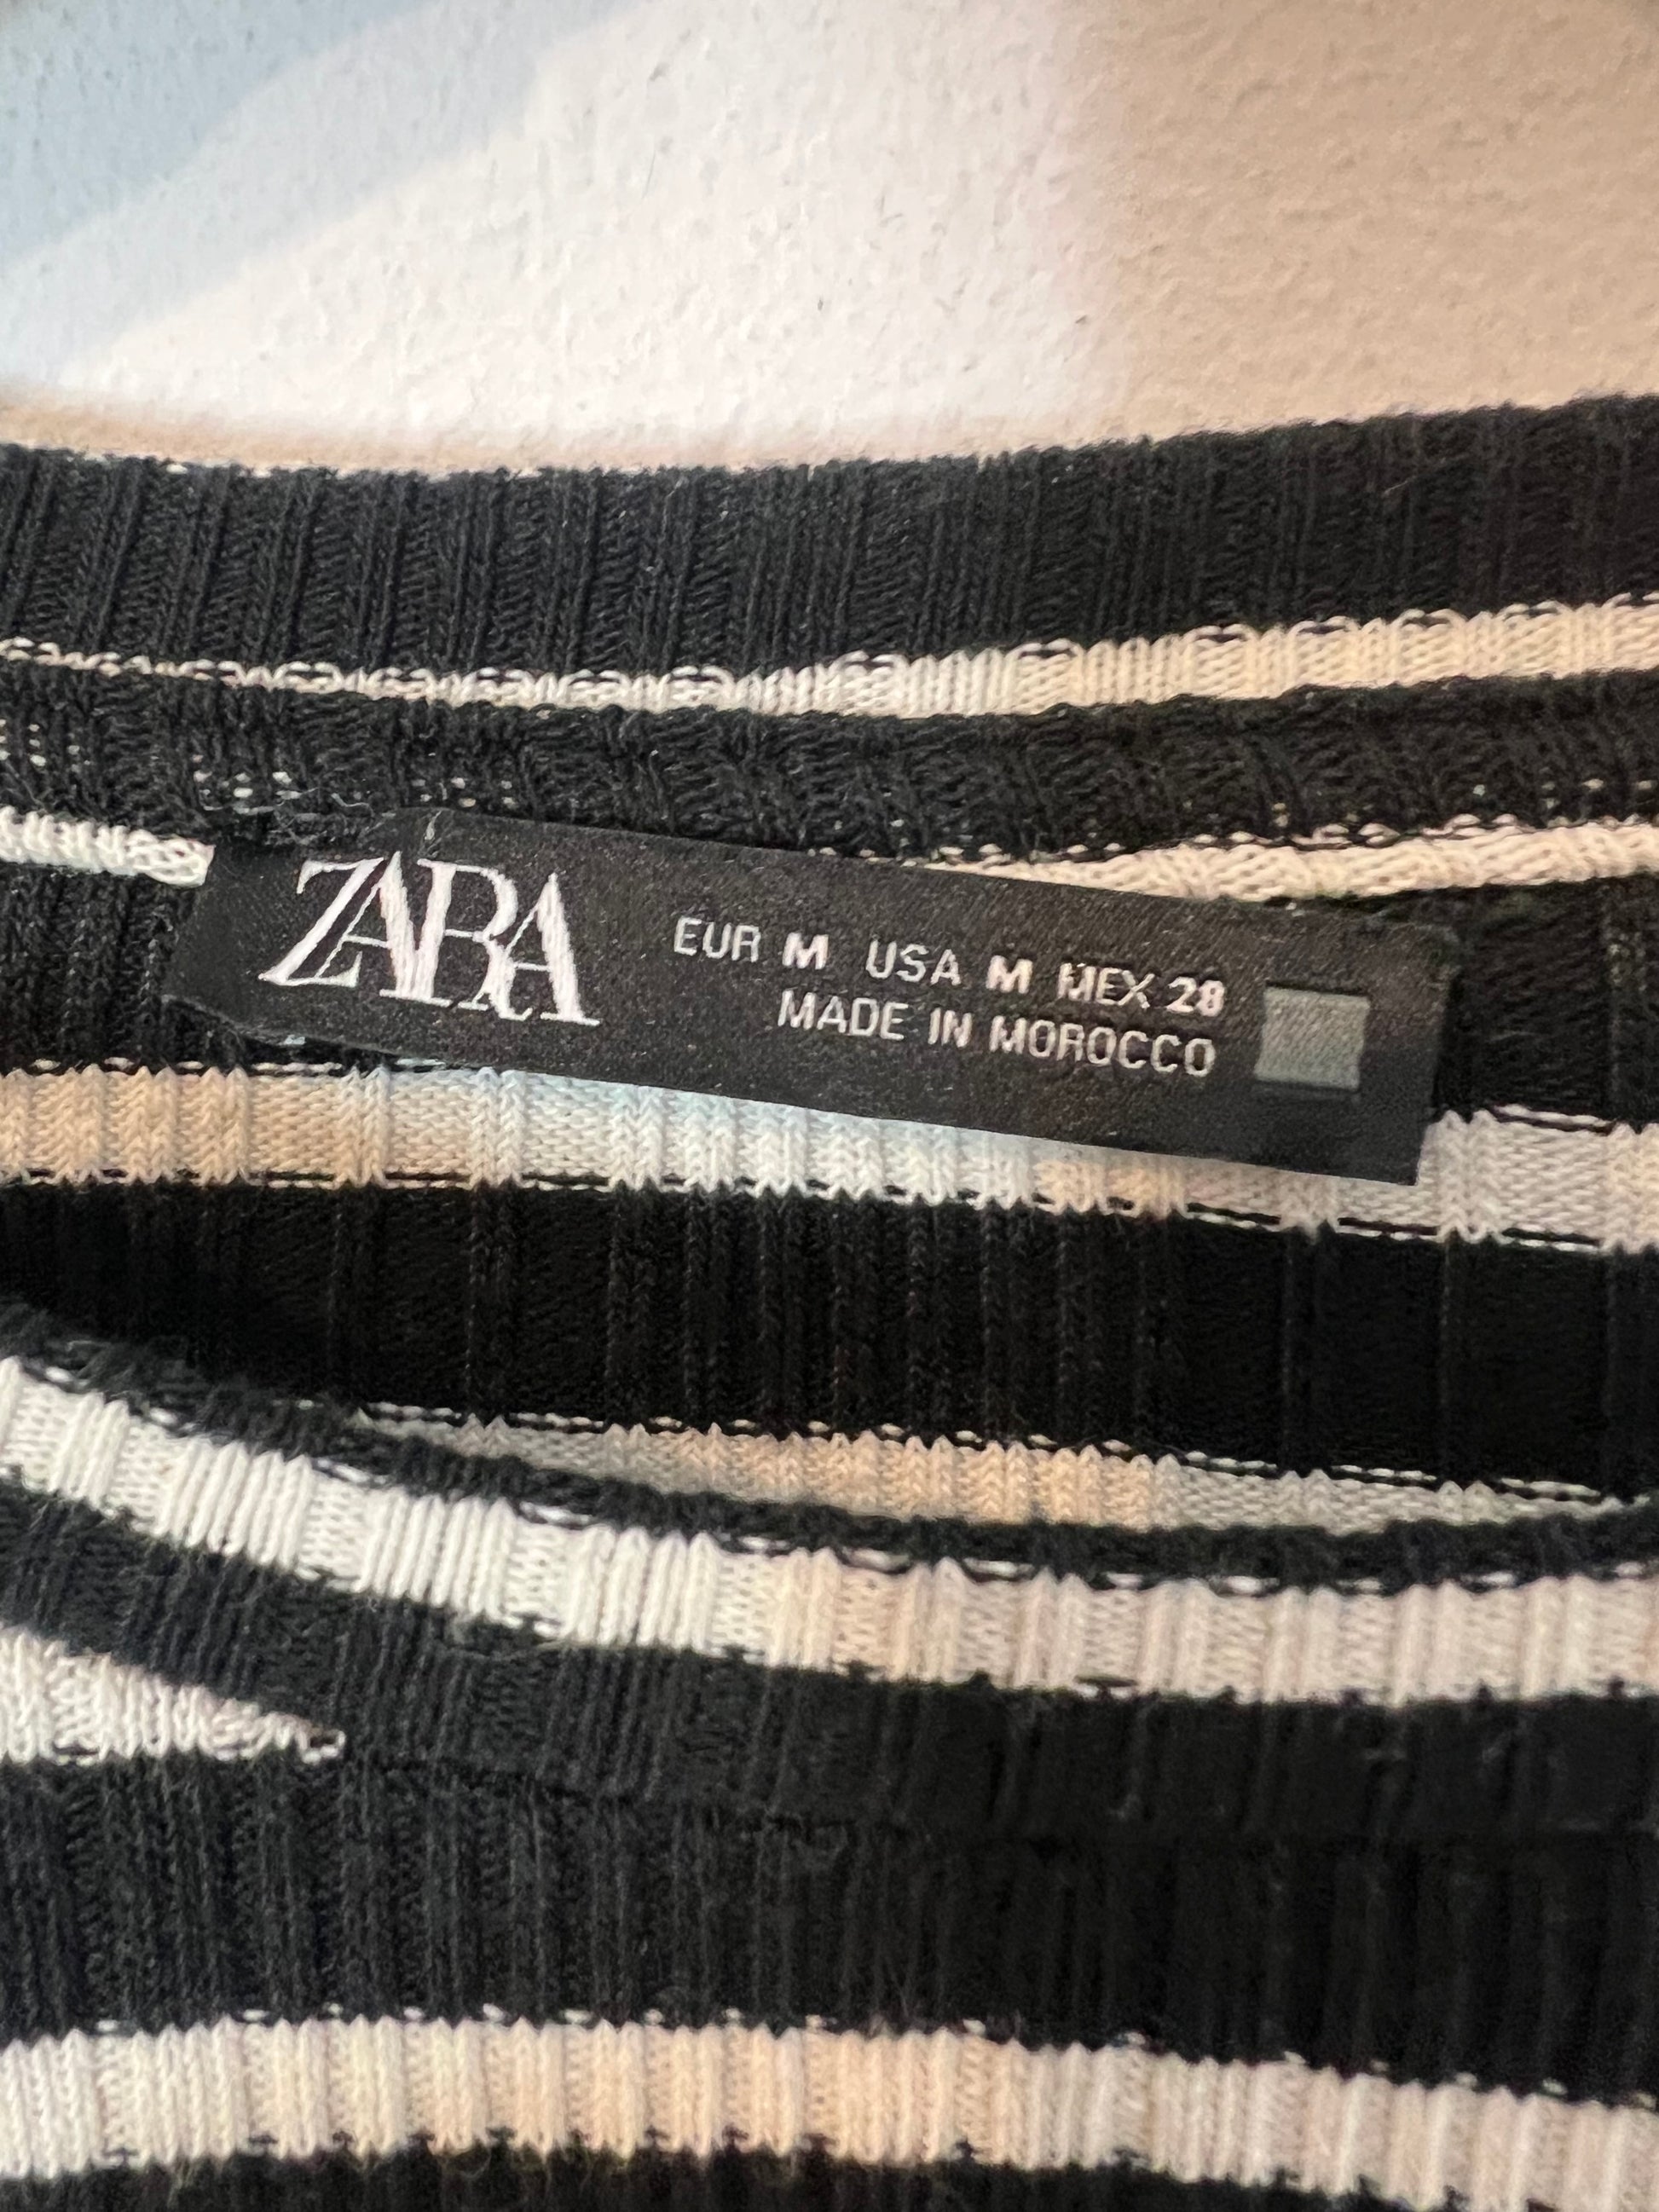 ZARA
EUR M USA M MEX 28
MADE IN MOROCCO